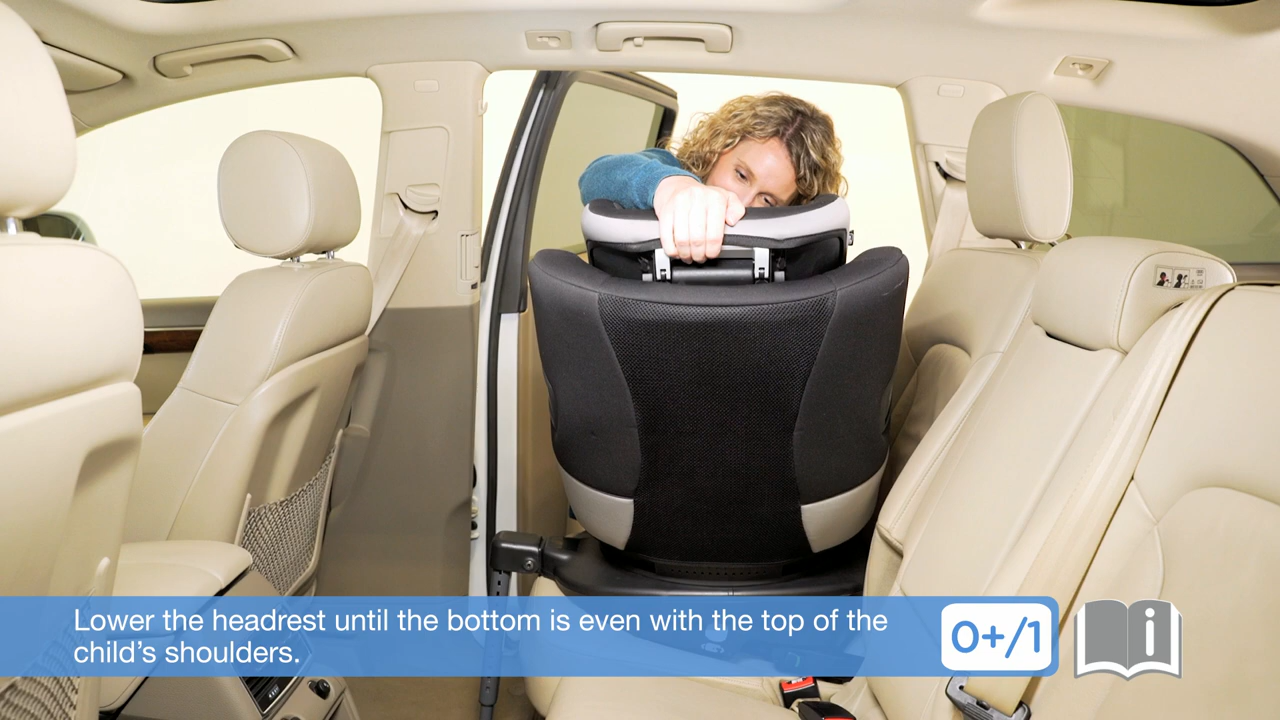 Lower the headrest until the bottom is even with the top of the
child’s shoulders.
0+/1
i